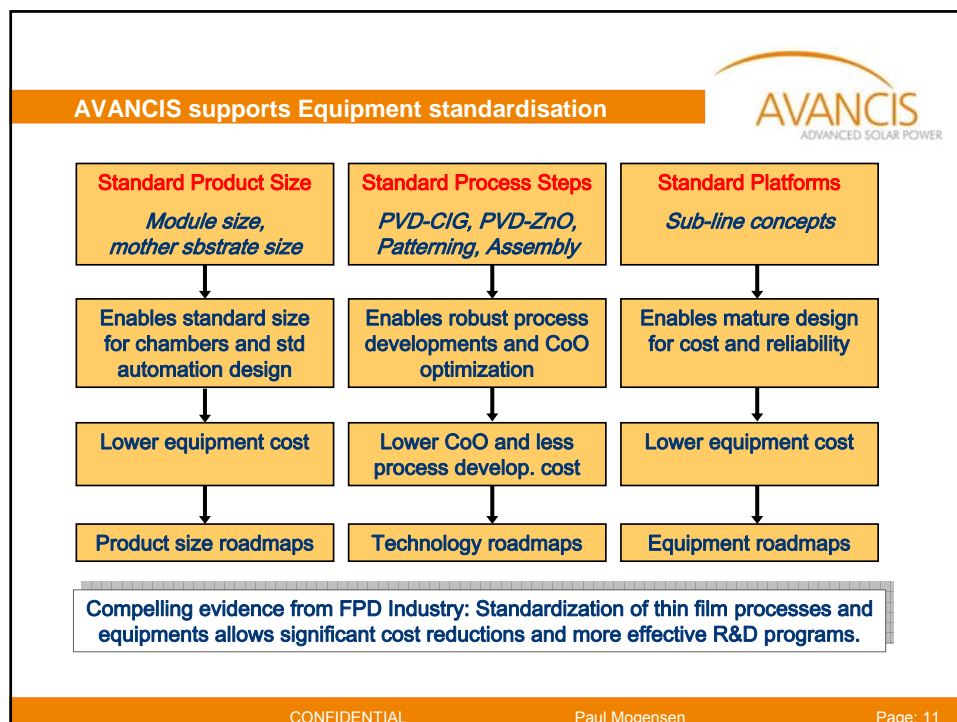 AVANCIS supports Equipment standardisation
AVANCIS
ADVANCED SOLAR POWER
Standard Product Size
Module size,
mother sbstrate size
Enables standard size
for chambers and std
automation design
Lower equipment cost
Product size roadmaps
Standard Process Steps
PVD-CIG, PVD-ZnO,
Patterning, Assembly
Enables robust process
developments and CoO
optimization
Lower CoO and less
process develop. cost
Technology roadmaps
Standard Platforms
Sub-line concepts
Enables mature design
for cost and reliability
Lower equipment cost
Equipment roadmaps
Compelling evidence from FPD Industry: Standardization of thin film processes and
equipments allows significant cost reductions and more effective R&D programs.
CONFIDENTIAL Paul Mogensen Page: 11